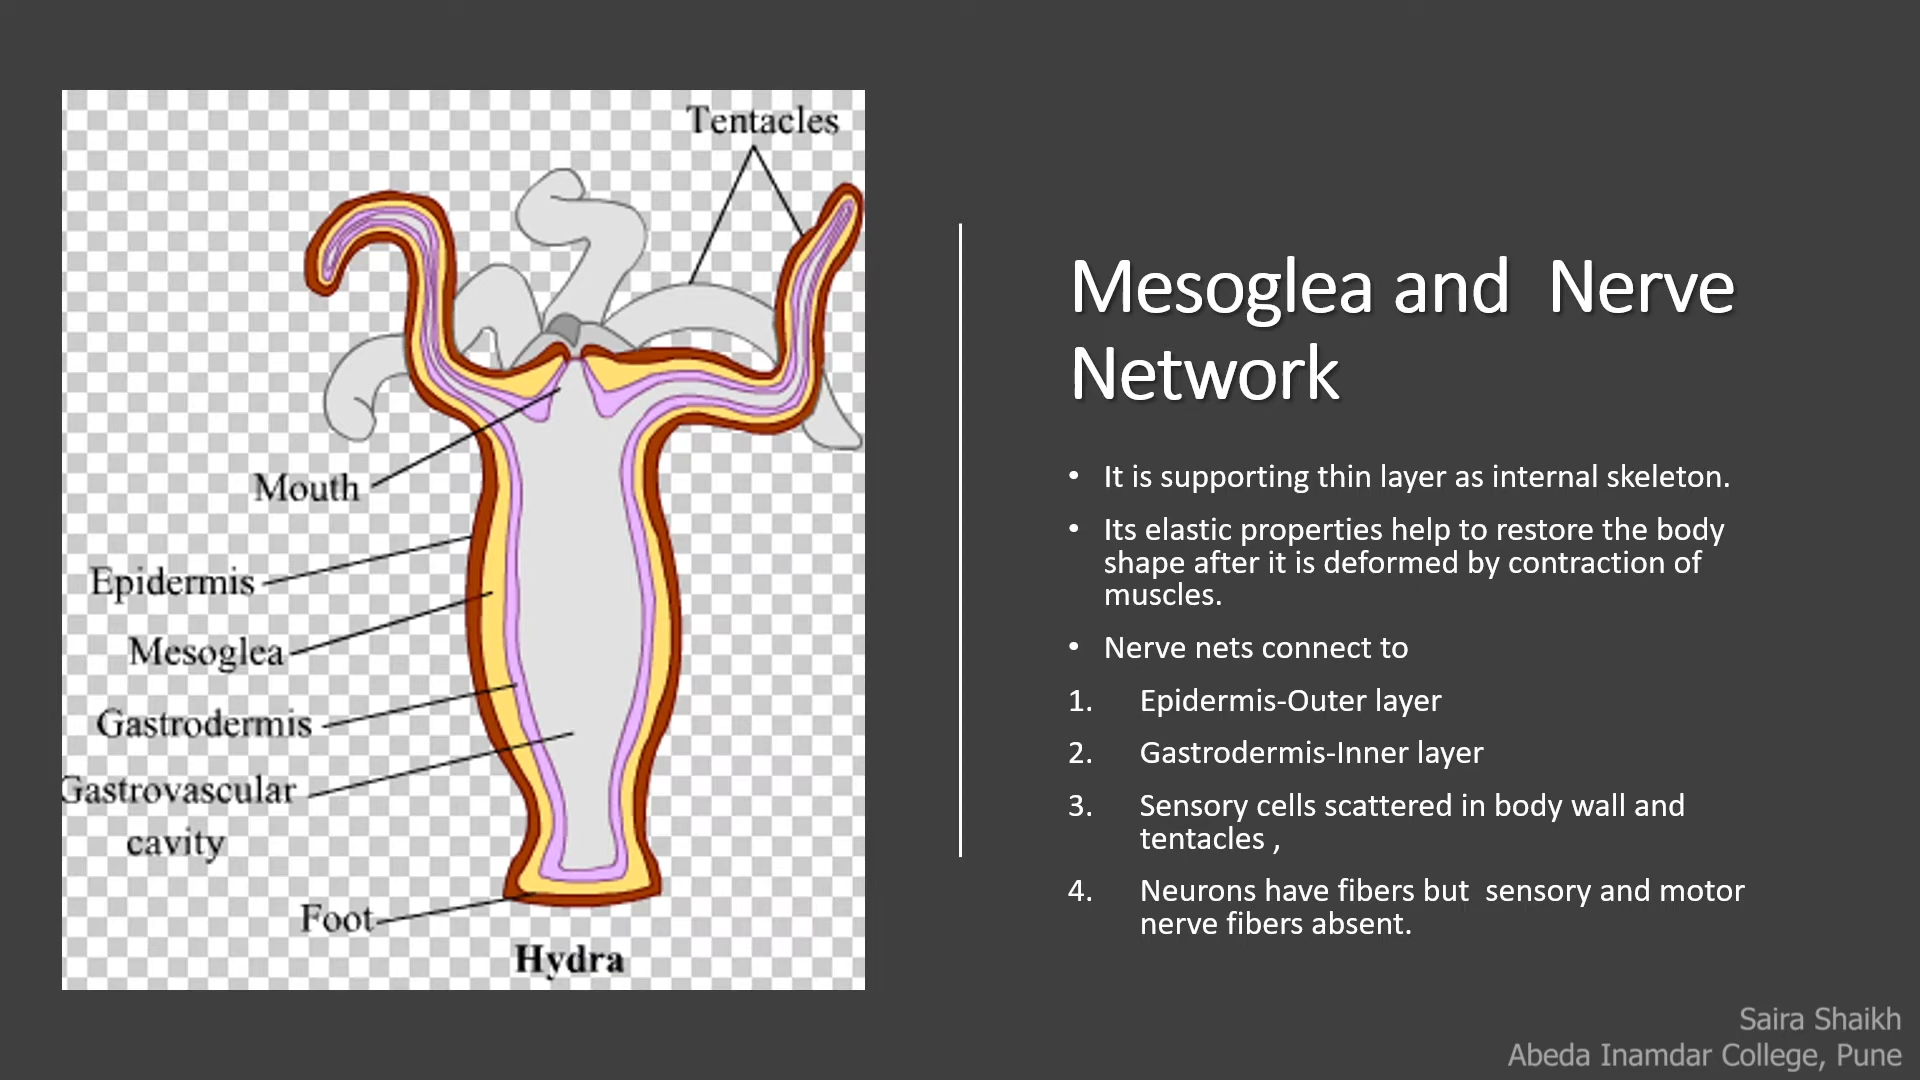 Tentacles
Mouth
Epidermis
Mesoglea
Gastrodermis
Gastrovascular
cavity
Foot
Hydra
Mesoglea and  Nerve
Network
• It is supporting thin layer as internal skeleton.
• Its elastic properties help to restore the body
shape after it is deformed by contraction of
muscles.
• Nerve nets connect to
1. Epidermis-Outer layer
2. Gastrodermis-Inner layer
3. Sensory cells scattered in body wall and
tentacles ,
4. Neurons have fibers but  sensory and motor
nerve fibers absent.
Saira Shaikh
Abeda Inamdar College, Pune